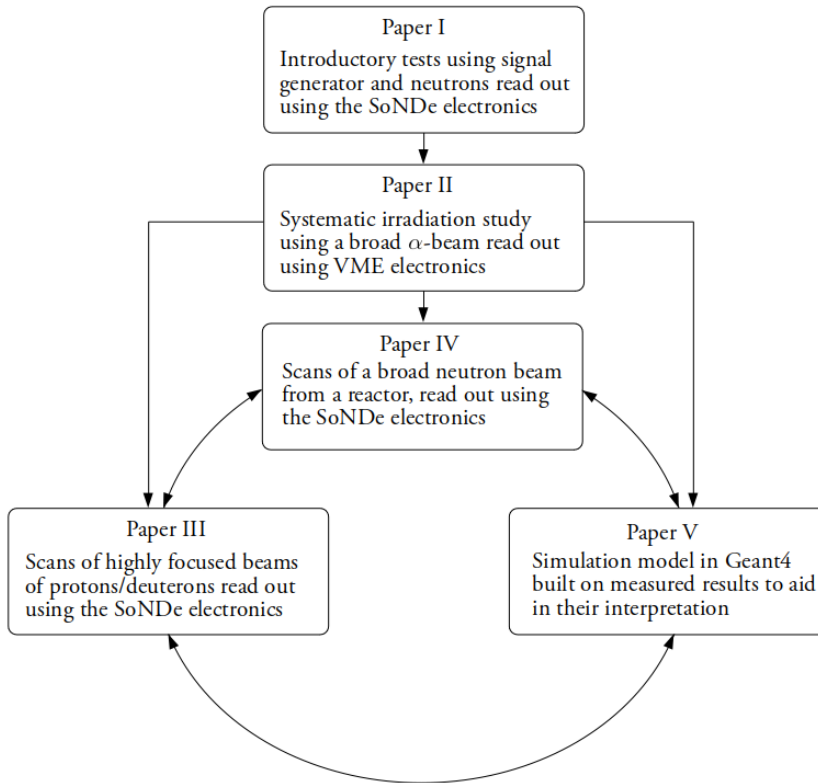 Paper I
Introductory tests using signal
generator and neutrons read out
using the SoNDe electronics
Paper II
Systematic irradiation study
using a broad α-beam read out
using VME electronics
Paper IV
Scans of a broad neutron beam
from a reactor, read out using
the SoNDe electronics
Paper III
Scans of highly focused beams
of protons/deuterons read out
using the SoNDe electronics
Paper V
Simulation model in Geant4
built on measured results to aid
in their interpretation